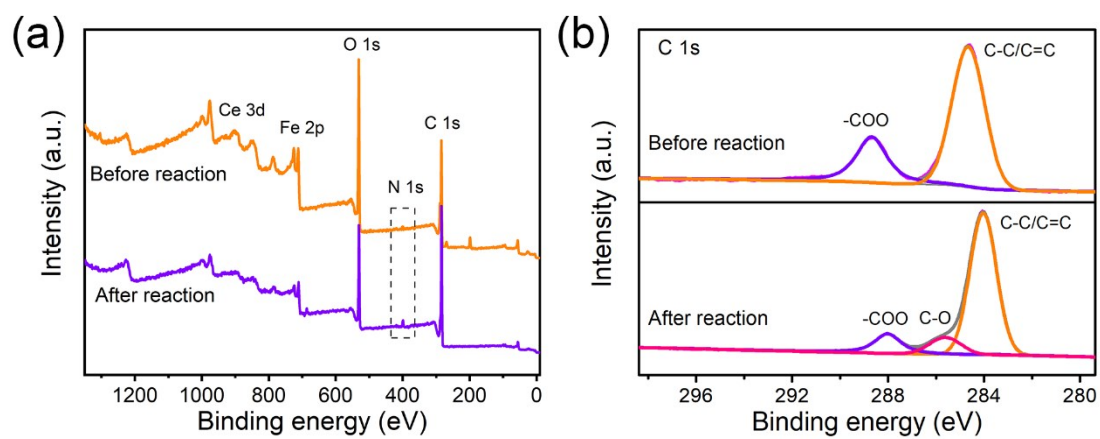 (a)
Intensity (a.u.)
O 1s
Ce 3d
Fe 2p
C 1s
Before reaction
N 1s
After reaction
1200 1000 800 600 400 200 0
Binding energy (eV)
(b)
Intensity (a.u.)
C 1s
C-C/C=C
-COO
Before reaction
C-C/C=C
-COO
C-O
After reaction
296 292 288 284 280
Binding energy (eV)